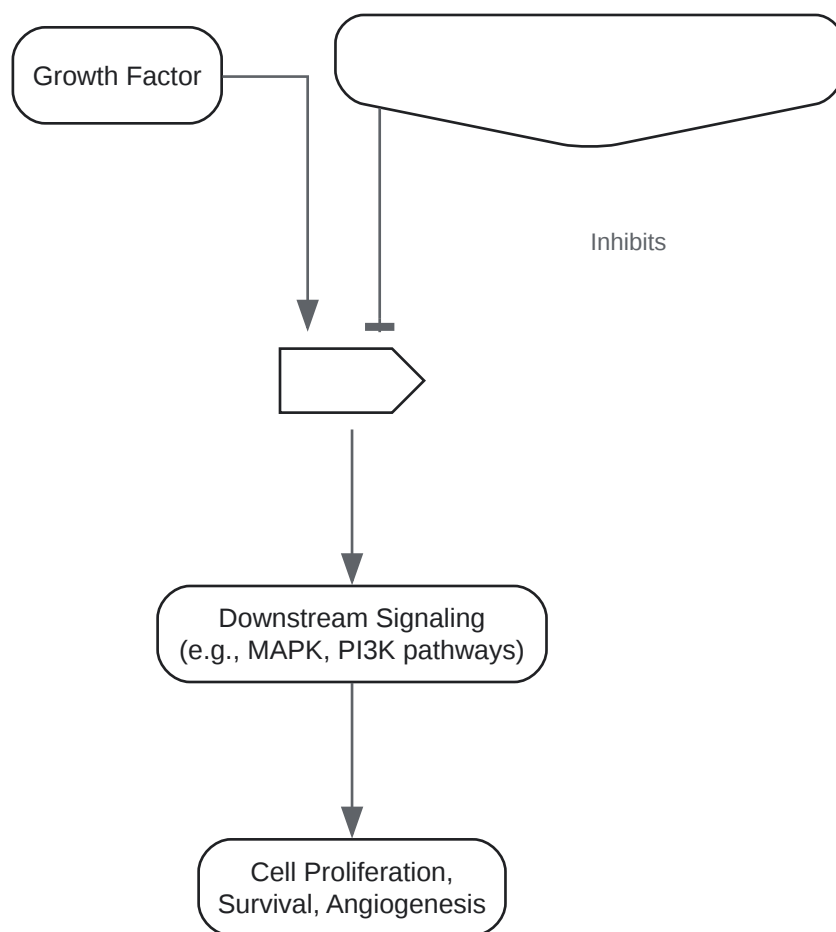 Growth Factor
Inhibits
Downstream Signaling
(e.g., MAPK, PI3K pathways)
Cell Proliferation,
Survival, Angiogenesis